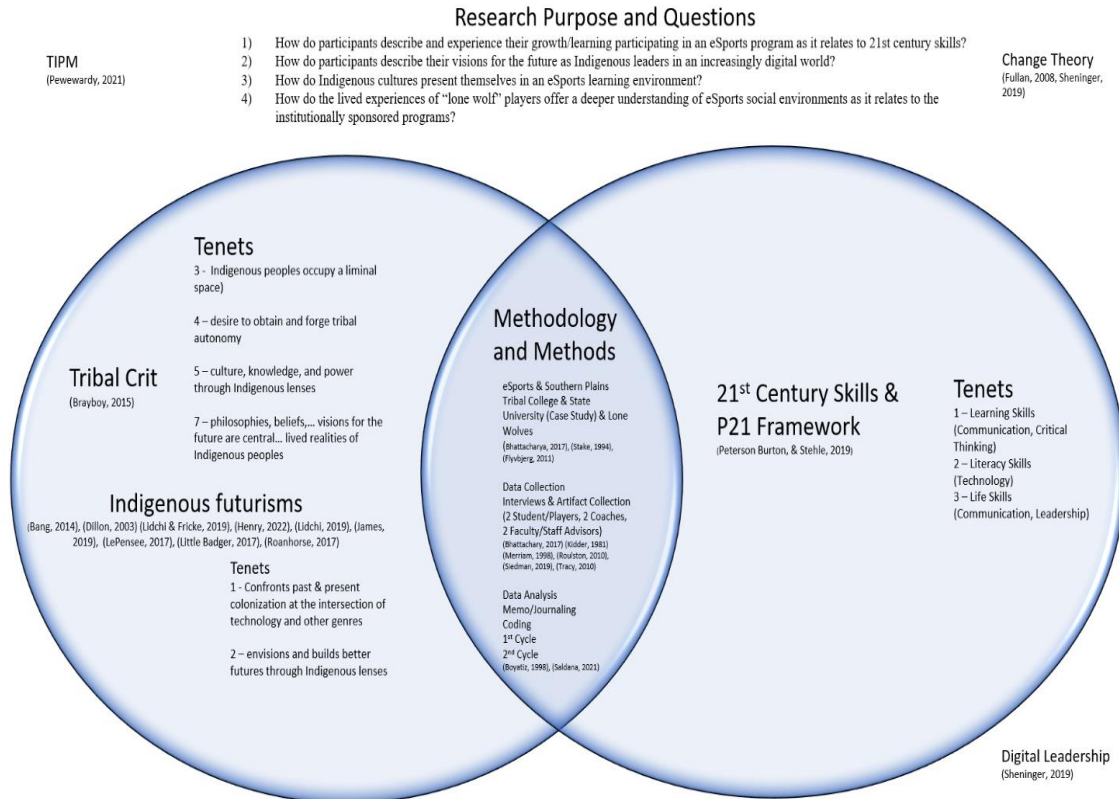 Research Purpose and Questions
1) How do participants describe and experience their growth/learning participating in an eSports program as it relates to 21st century skills?
2) How do participants describe their visions for the future as Indigenous leaders in an increasingly digital world?
3) How do Indigenous cultures present themselves in an eSports learning environment?
4) How do the lived experiences of "lone wolf" players offer a deeper understanding of eSports social environments as it relates to the
institutionally sponsored programs?
TIPM
(Pewewardy, 2021)
Change Theory
(Fullan, 2008, Sheninger,
2019)
Tribal Crit
(Brayboy, 2015)
Tenets
3 - Indigenous peoples occupy a liminal
space)
4 – desire to obtain and forge tribal
autonomy
5 – culture, knowledge, and power
through Indigenous lenses
7 – philosophies, beliefs,... visions for the
future are central... lived realities of
Indigenous peoples
Indigenous futurisms
(Bang, 2014), (Dillon, 2003) (Lidchi & Fricke, 2019), (Henry, 2022), (Lidchi, 2019), (James,
2019), (LePensee, 2017), (Little Badger, 2017), (Roanhorse, 2017)
Tenets
1 - Confronts past & present
colonization at the intersection of
technology and other genres
2 – envisions and builds better
futures through Indigenous lenses
Methodology
and Methods
eSports & Southern Plains
Tribal College & State
University (Case Study) & Lone
Wolves
(Bhattacharya, 2017), (Stake, 1994),
(Flyvbjerg, 2011)
Data Collection
Interviews & Artifact Collection
(2 Student/Players, 2 Coaches,
2 Faculty/Staff Advisors)
(Bhattachary, 2017) (Kidder, 1981)
(Merriam, 1998), (Roulston, 2010),
(Siedman, 2019), (Tracy, 2010)
Data Analysis
Memo/Journaling
Coding
1st Cycle
2nd Cycle
(Boyatiz, 1998), (Saldana, 2021)
21st Century Skills &
P21 Framework
(Peterson Burton, & Stehle, 2019)
Tenets
1 – Learning Skills
(Communication, Critical
Thinking)
2 – Literacy Skills
(Technology)
3 – Life Skills
(Communication, Leadership)
Digital Leadership
(Sheninger, 2019)